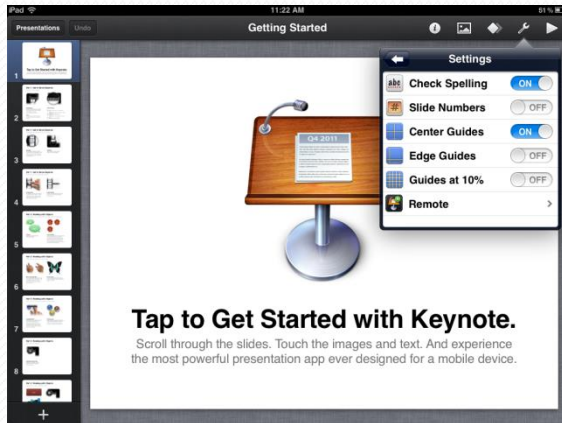 iPad
11:22 AM
51%
Presentations
Undo
Getting Started
Settings
abc
Check Spelling
ON
#
Slide Numbers
OFF
Center Guides
ON
Edge Guides
OFF
Guides at 10%
OFF
Remote
1
2
3
4
5
6
7
8
Q4 2011
Tap to Get Started with Keynote.
Scroll through the slides. Touch the images and text. And experience
the most powerful presentation app ever designed for a mobile device.